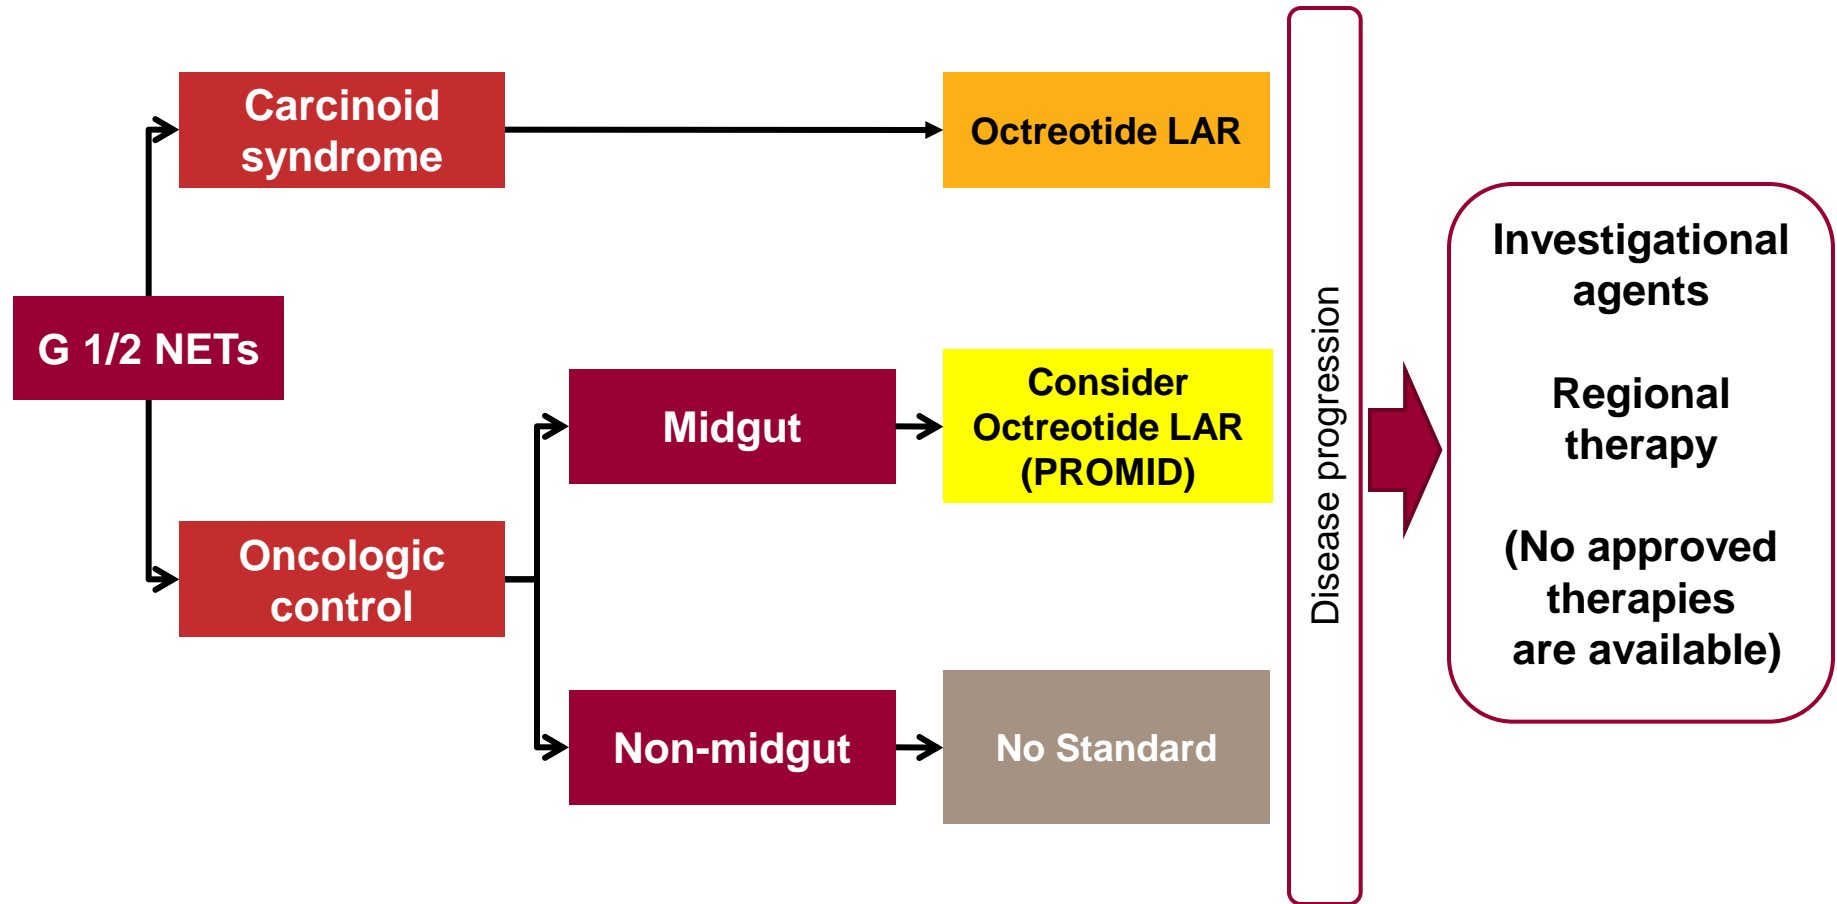 G 1/2 NETs
Carcinoid
syndrome
Octreotide LAR
Oncologic
control
Midgut
Consider
Octreotide LAR
(PROMID)
Non-midgut
No Standard
Disease progression
Investigational
agents
Regional
therapy
(No approved
therapies
are available)